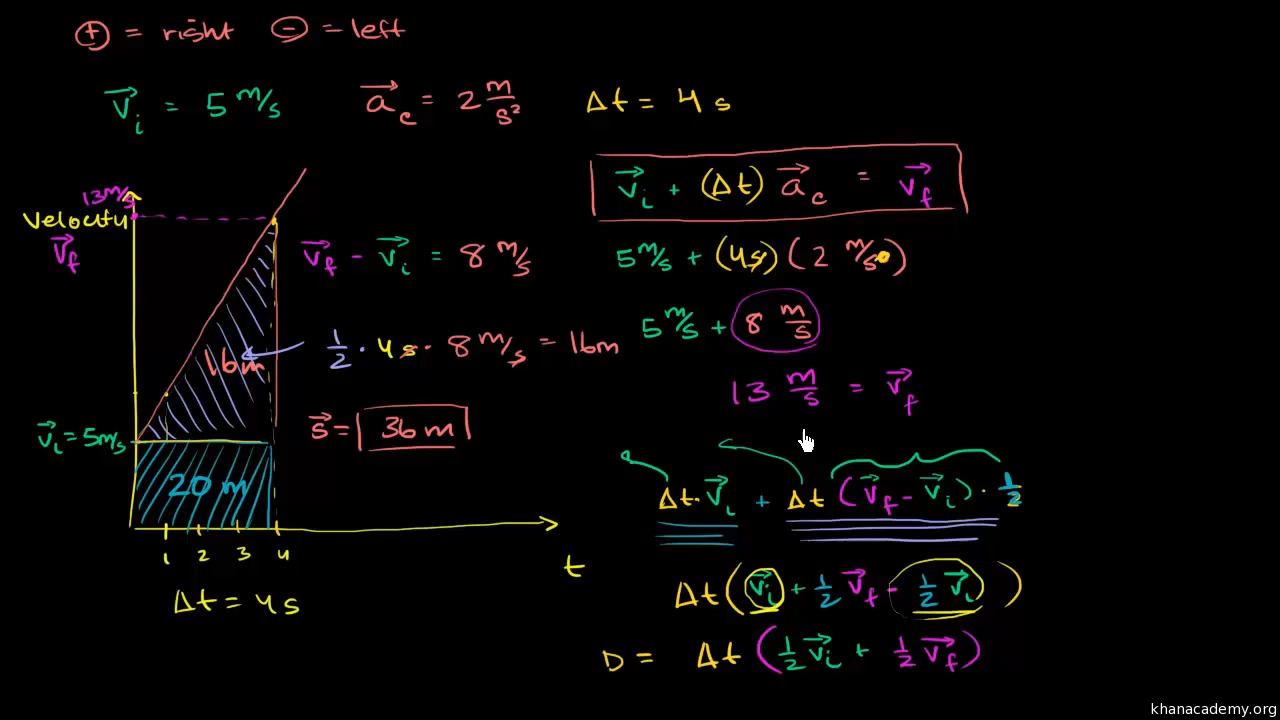 ⊕ = right ⊖ = left
v⃗ᵢ = 5 m/s a⃗c = 2 m/s² Δt = 4 s
v⃗ᵢ + (Δt) a⃗c = v⃗f
13 m/s
Velocity
v⃗f
v⃗f - v⃗ᵢ = 8 m/s
5 m/s + (4s)(2 m/s²)
5 m/s + 8 m/s
1/2 · 4 s · 8 m/s = 16m
16m
13 m/s = v⃗f
s⃗ = 36 m
v⃗ᵢ = 5 m/s
20 m
Δt · v⃗ᵢ + Δt (v⃗f - v⃗ᵢ) · 1/2
1 2 3 4
t
Δt = 4 s
Δt (v⃗ᵢ + 1/2 v⃗f - 1/2 v⃗ᵢ)
D = Δt (1/2 v⃗ᵢ + 1/2 v⃗f)
khanacademy.org